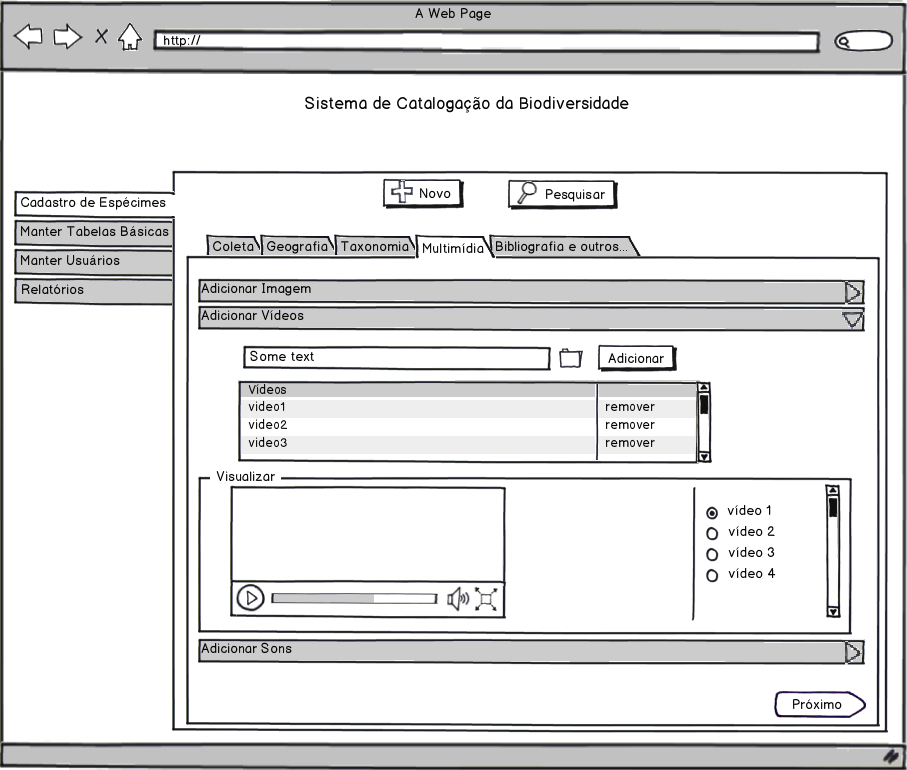 A Web Page
http://
Sistema de Catalogação da Biodiversidade
Novo
Pesquisar
Cadastro de Espécimes
Manter Tabelas Básicas
Manter Usuários
Relatórios
Coleta
Geografia
Taxonomia
Multimídia
Bibliografia e outros...
Adicionar Imagem
Adicionar Vídeos
Some text
Adicionar
Vídeos
video1 remover
video2 remover
video3 remover
Visualizar
vídeo 1
vídeo 2
vídeo 3
vídeo 4
Adicionar Sons
Próximo